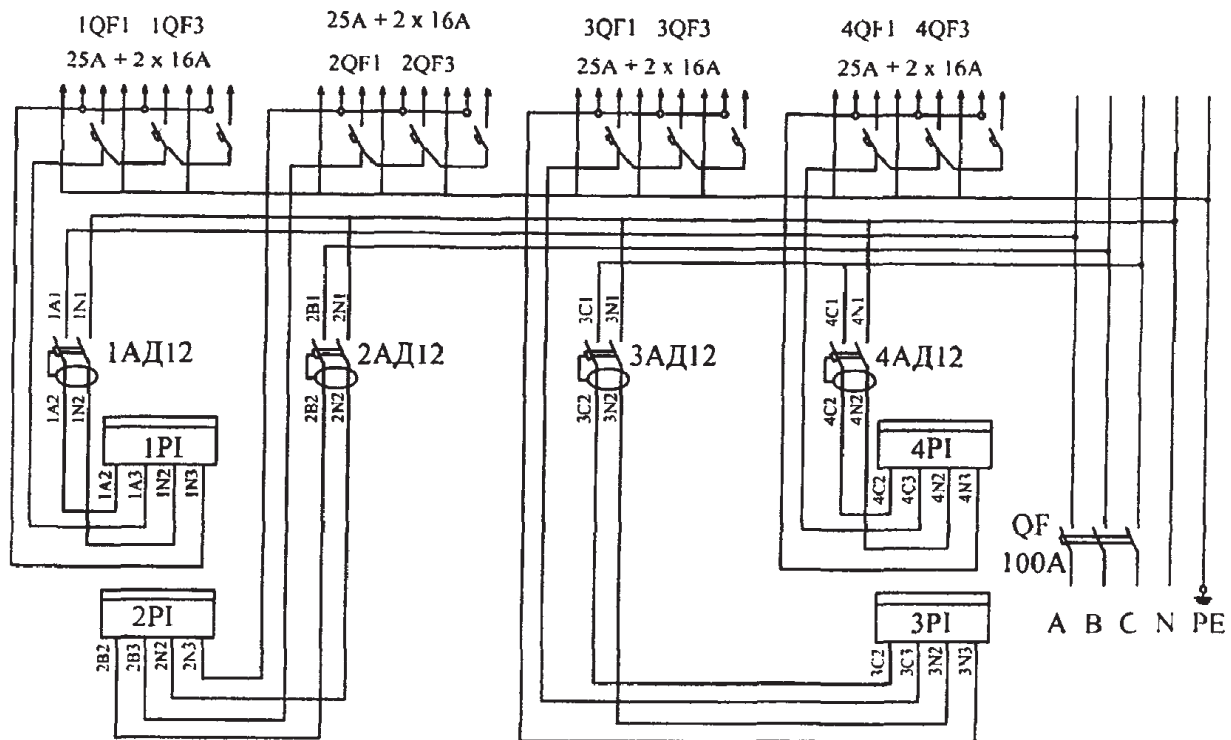 1QF1 1QF3
25A + 2 x 16A
25A + 2 x 16A
2QF1 2QF3
3QF1 3QF3
25A + 2 x 16A
4QF1 4QF3
25A + 2 x 16A
1A1
1N1
2B1
2N1
3C1
3N1
4C1
4N1
1АД12
2АД12
3АД12
4АД12
1A2
1N2
2B2
2N2
3C2
3N2
4C2
4N2
1PI
1A2
1A3
1N2
1N3
4PI
4C2
4C3
4N2
4N3
QF
100A
A B C N PE
2PI
2B2
2B3
2N2
2N3
3PI
3C2
3C3
3N2
3N3